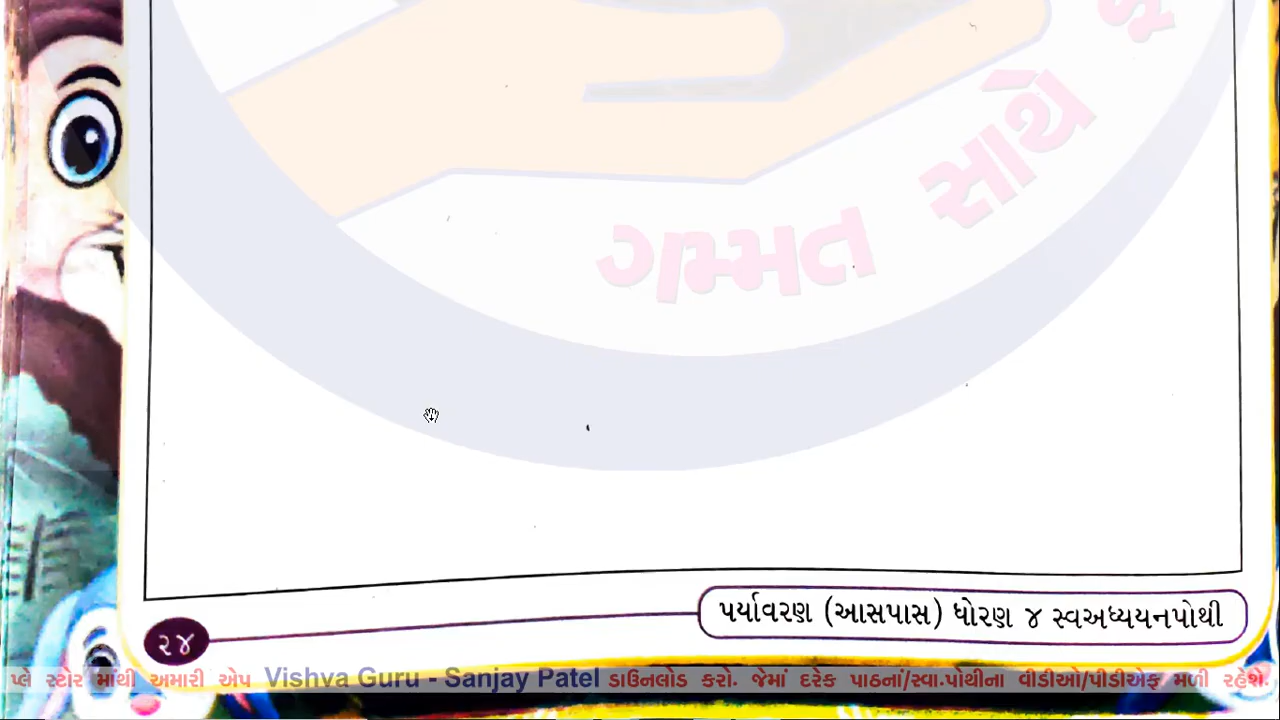 ગમ્મત સાથે
પર્યાવરણ (આસપાસ) ધોરણ ૪ સ્વઅધ્યયનપોથી
૨૪
પ્લે સ્ટોર માંથી અમારી એપ Vishva Guru - Sanjay Patel ડાઉનલોડ કરો. જેમાં દરેક પાઠનાં/સ્વા.પોથીના વીડીઓ/પીડીએફ મળી રહેશે.